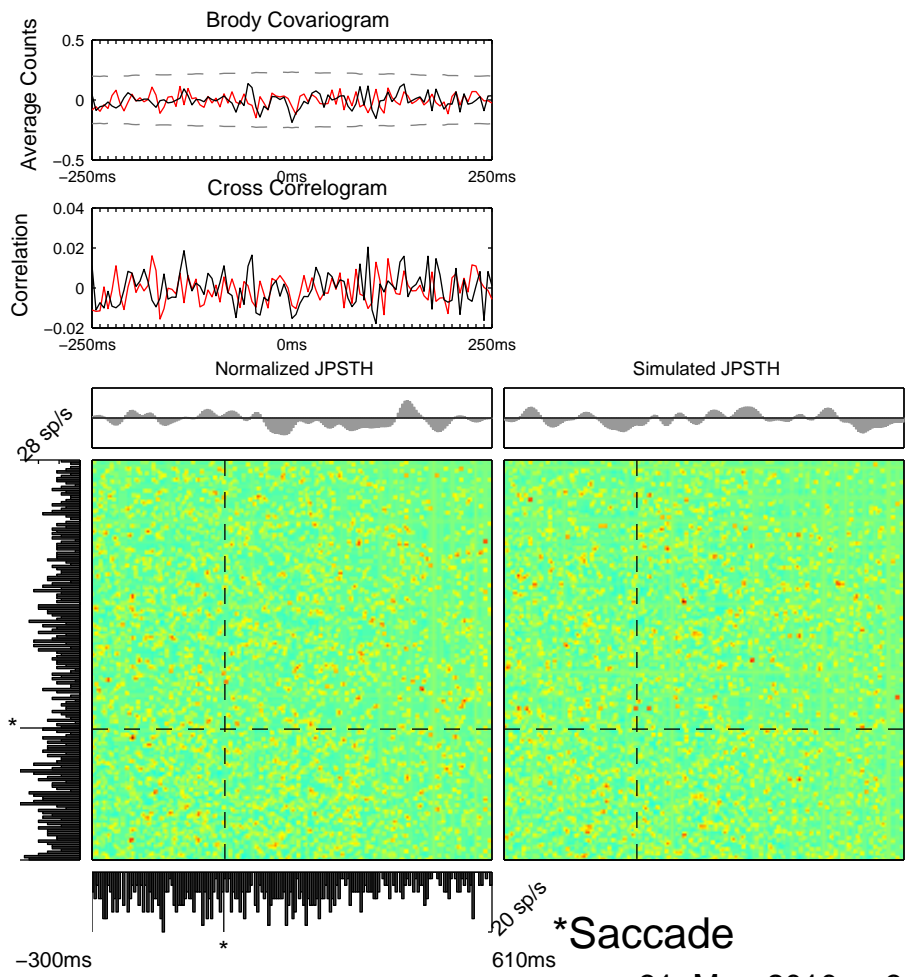 Brody Covariogram
Average Counts
0.5
0
−0.5
−250ms
0ms
250ms
Cross Correlogram
Correlation
0.04
0.02
0
−0.02
−250ms
0ms
250ms
Normalized JPSTH
Simulated JPSTH
28 sp/s
*
20 sp/s
*
*Saccade
−300ms
610ms